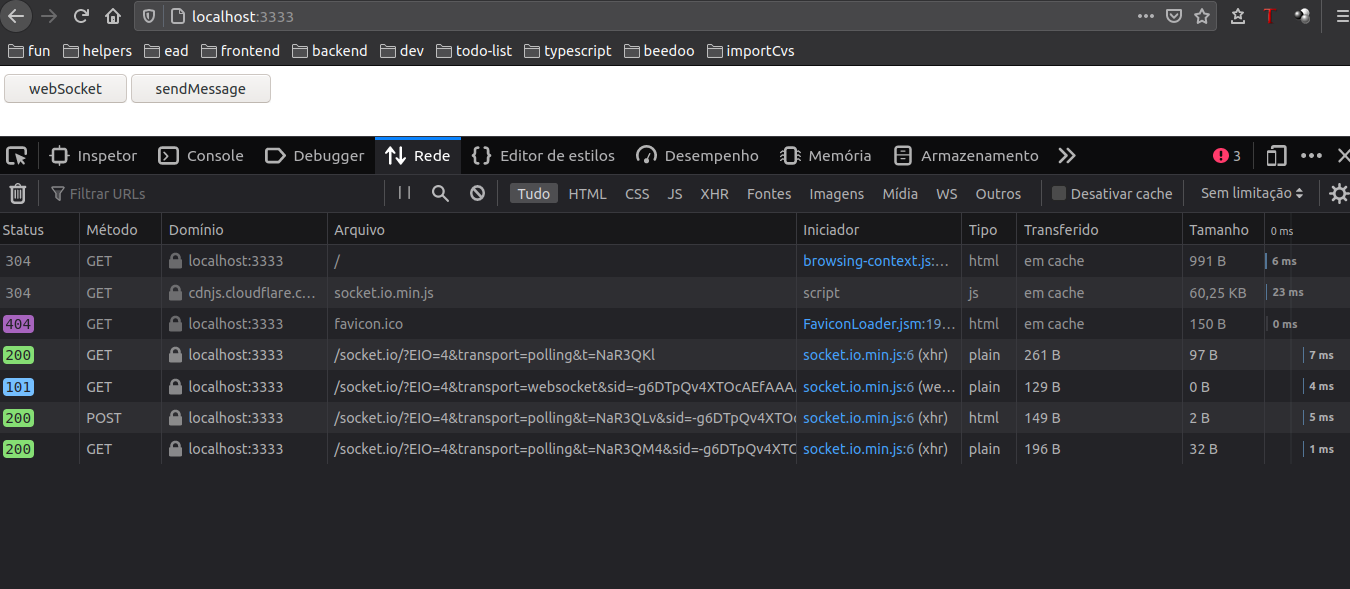 localhost:3333
fun helpers ead frontend backend dev todo-list typescript beedoo importCvs
webSocket sendMessage
Inspetor Console Debugger Rede Editor de estilos Desempenho Memória Armazenamento 3
Filtrar URLs Tudo HTML CSS JS XHR Fontes Imagens Mídia WS Outros Desativar cache Sem limitação
Status Método Domínio Arquivo Iniciador Tipo Transferido Tamanho 0 ms
304 GET localhost:3333 / browsing-context.js:... html em cache 991 B 6 ms
304 GET cdnjs.cloudflare.c... socket.io.min.js script js em cache 60,25 KB 23 ms
404 GET localhost:3333 favicon.ico FaviconLoader.jsm:19... html em cache 150 B 0 ms
200 GET localhost:3333 /socket.io/?EIO=4&transport=polling&t=NaR3QKl socket.io.min.js:6 (xhr) plain 261 B 97 B 7 ms
101 GET localhost:3333 /socket.io/?EIO=4&transport=websocket&sid=-g6DTpQv4XTOcAEfAAA socket.io.min.js:6 (we... plain 129 B 0 B 4 ms
200 POST localhost:3333 /socket.io/?EIO=4&transport=polling&t=NaR3QLv&sid=-g6DTpQv4XTO socket.io.min.js:6 (xhr) html 149 B 2 B 5 ms
200 GET localhost:3333 /socket.io/?EIO=4&transport=polling&t=NaR3QM4&sid=-g6DTpQv4XTO socket.io.min.js:6 (xhr) plain 196 B 32 B 1 ms